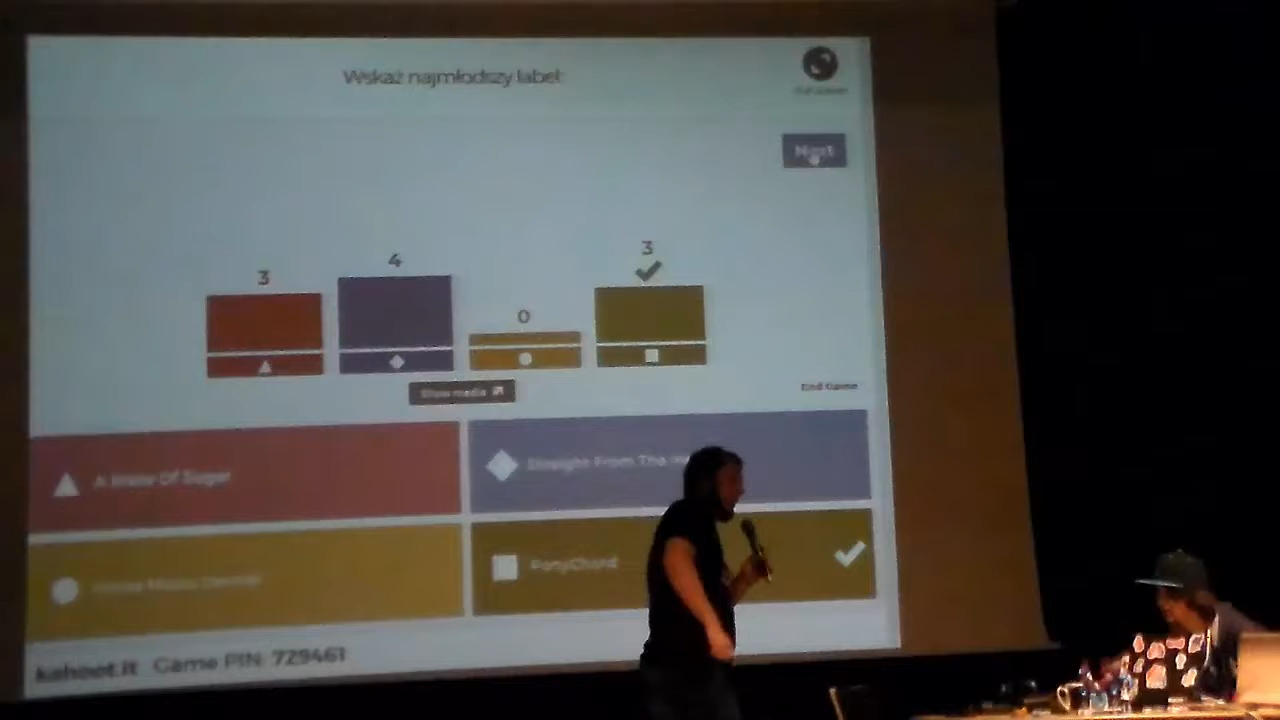 Wskaż najmłodszy label:
Next
3
4
0
3
Show media
End Game
A State Of Sugar
Straight From The
PonyChord
kahoot.it Game PIN: 729461